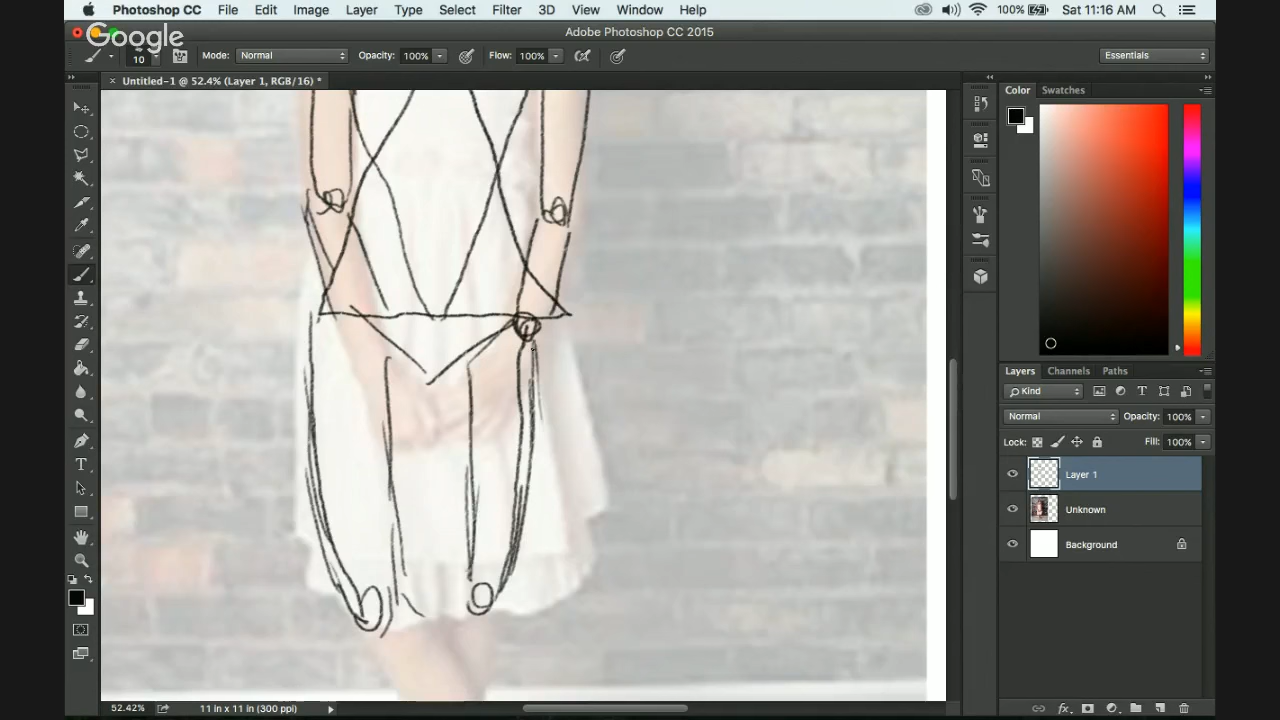 Photoshop CC File Edit Image Layer Type Select Filter 3D View Window Help 100% Sat 11:16 AM
Google
Adobe Photoshop CC 2015
10 Mode: Normal Opacity: 100% Flow: 100% Essentials
× Untitled-1 @ 52.4% (Layer 1, RGB/16) *
Color Swatches
Layers Channels Paths
Kind
Normal Opacity: 100%
Lock: Fill: 100%
Layer 1
Unknown
Background
52.42% 11 in x 11 in (300 ppi)